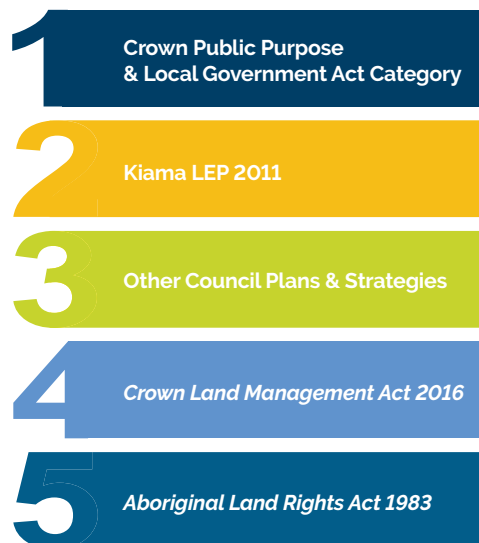 1
Crown Public Purpose
& Local Government Act Category
2
Kiama LEP 2011
3
Other Council Plans & Strategies
4
Crown Land Management Act 2016
5
Aboriginal Land Rights Act 1983